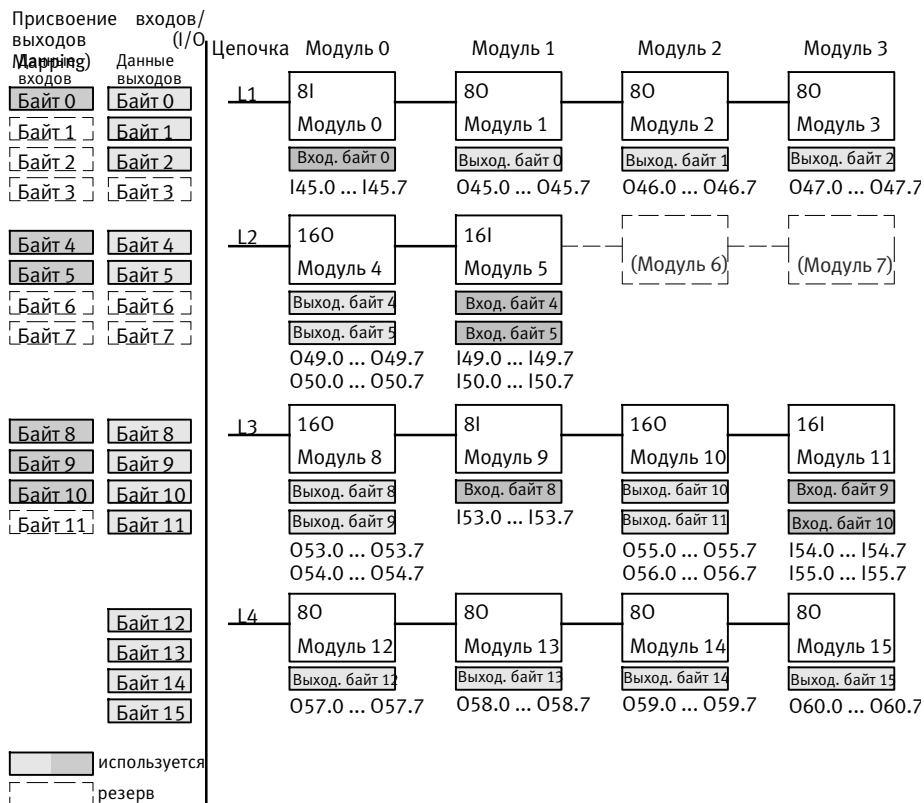 Присвоение входов/
выходов (I/O
Mapping)
Данные входов
Данные выходов
Цепочка Модуль 0 Модуль 1 Модуль 2 Модуль 3
Байт 0 Байт 0
Байт 1 Байт 1
Байт 2 Байт 2
Байт 3 Байт 3
L1
8I 8O 8O 8O
Модуль 0 Модуль 1 Модуль 2 Модуль 3
Вход. байт 0 Выход. байт 0 Выход. байт 1 Выход. байт 2
I45.0 ... I45.7 O45.0 ... O45.7 O46.0 ... O46.7 O47.0 ... O47.7
Байт 4 Байт 4
Байт 5 Байт 5
Байт 6 Байт 6
Байт 7 Байт 7
L2
16O 16I
Модуль 4 Модуль 5 (Модуль 6) (Модуль 7)
Выход. байт 4 Вход. байт 4
Выход. байт 5 Вход. байт 5
O49.0 ... O49.7 I49.0 ... I49.7
O50.0 ... O50.7 I50.0 ... I50.7
Байт 8 Байт 8
Байт 9 Байт 9
Байт 10 Байт 10
Байт 11 Байт 11
L3
16O 8I 16O 16I
Модуль 8 Модуль 9 Модуль 10 Модуль 11
Выход. байт 8 Вход. байт 8 Выход. байт 10 Вход. байт 9
Выход. байт 9 I53.0 ... I53.7 Выход. байт 11 Вход. байт 10
O53.0 ... O53.7 O55.0 ... O55.7 I54.0 ... I54.7
O54.0 ... O54.7 O56.0 ... O56.7 I55.0 ... I55.7
Байт 12
Байт 13
Байт 14
Байт 15
L4
8O 8O 8O 8O
Модуль 12 Модуль 13 Модуль 14 Модуль 15
Выход. байт 12 Выход. байт 13 Выход. байт 14 Выход. байт 15
O57.0 ... O57.7 O58.0 ... O58.7 O59.0 ... O59.7 O60.0 ... O60.7
используется
резерв